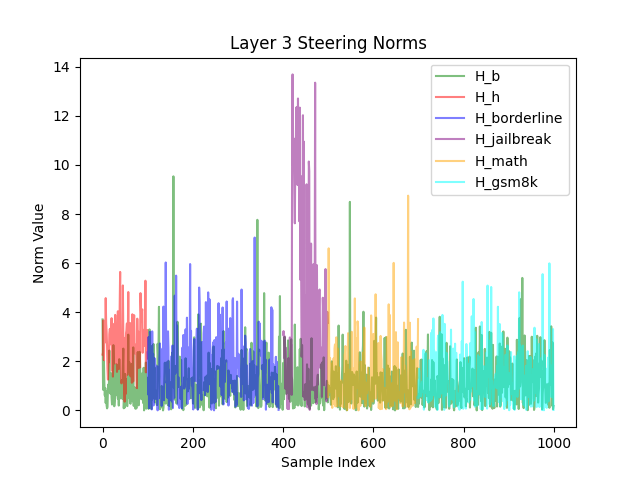 Layer 3 Steering Norms
14
12
10
8
6
4
2
0
Norm Value
0
200
400
600
800
1000
Sample Index
H_b
H_h
H_borderline
H_jailbreak
H_math
H_gsm8k